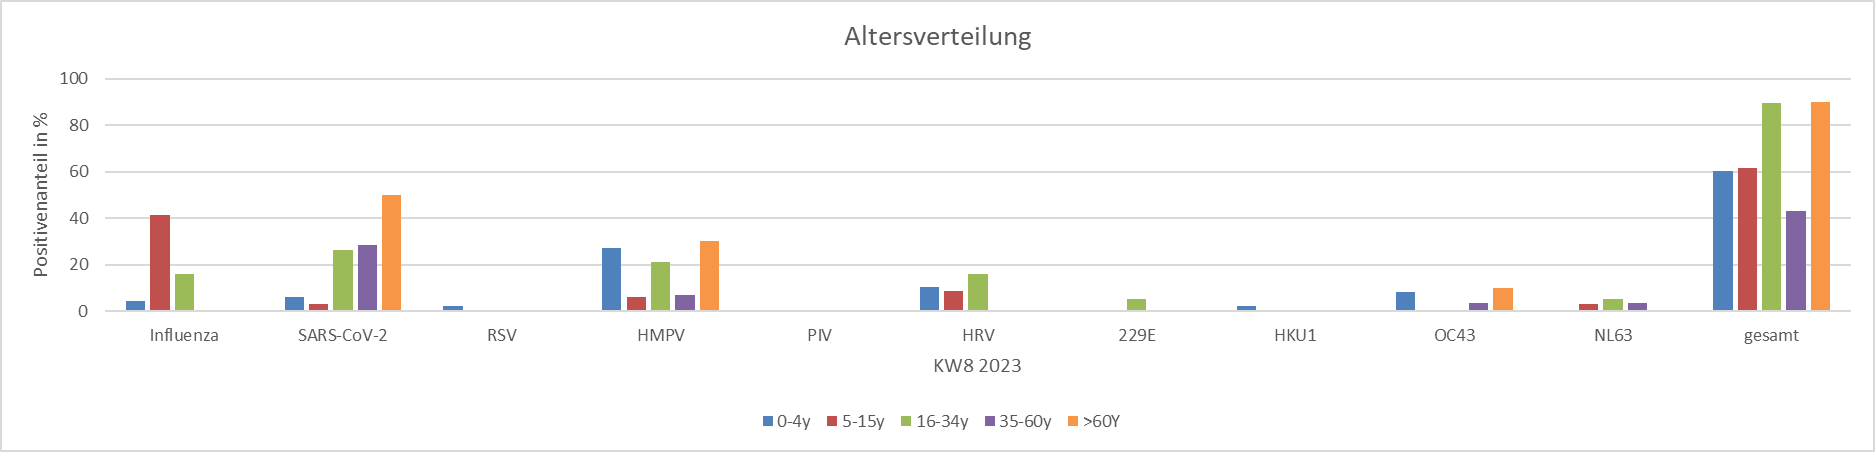 Altersverteilung
Positivenanteil in %
100
80
60
40
20
0
Influenza SARS-CoV-2 RSV HMPV PIV HRV 229E HKU1 OC43 NL63 gesamt
KW8 2023
0-4y 5-15y 16-34y 35-60y >60Y